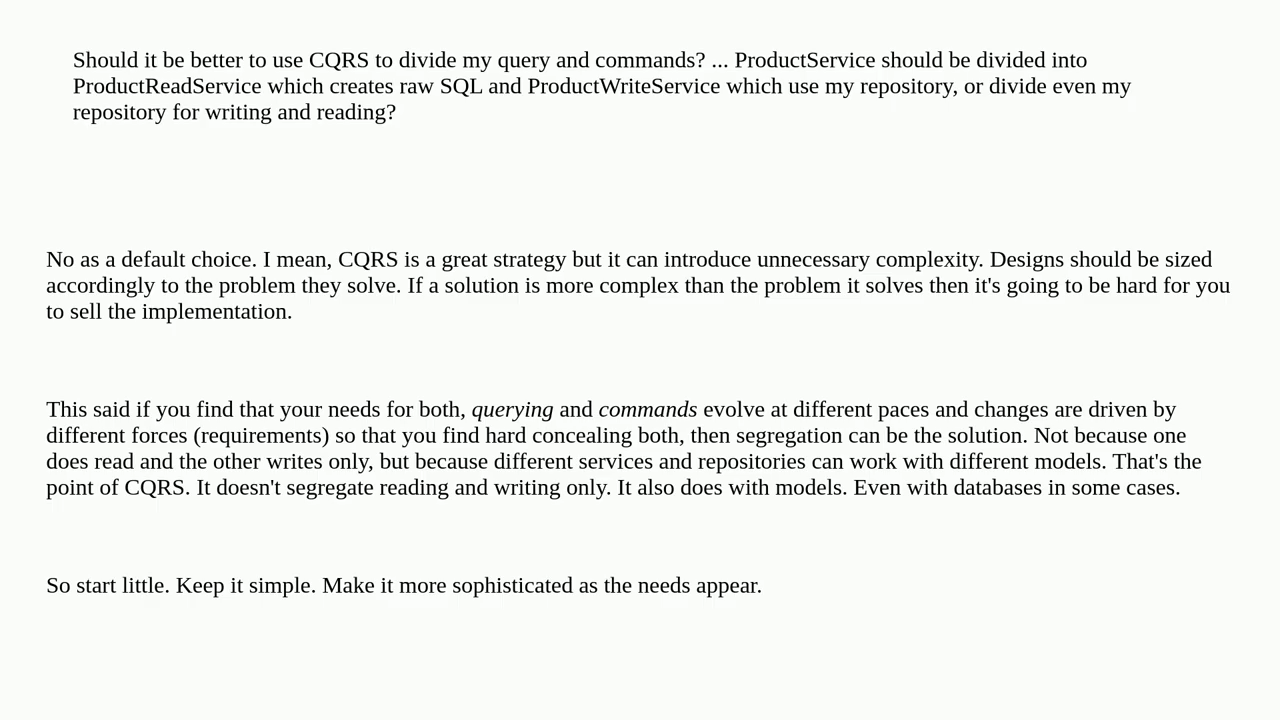 Should it be better to use CQRS to divide my query and commands? ... ProductService should be divided into
ProductReadService which creates raw SQL and ProductWriteService which use my repository, or divide even my
repository for writing and reading?
No as a default choice. I mean, CQRS is a great strategy but it can introduce unnecessary complexity. Designs should be sized
accordingly to the problem they solve. If a solution is more complex than the problem it solves then it's going to be hard for you
to sell the implementation.
This said if you find that your needs for both, querying and commands evolve at different paces and changes are driven by
different forces (requirements) so that you find hard concealing both, then segregation can be the solution. Not because one
does read and the other writes only, but because different services and repositories can work with different models. That's the
point of CQRS. It doesn't segregate reading and writing only. It also does with models. Even with databases in some cases.
So start little. Keep it simple. Make it more sophisticated as the needs appear.